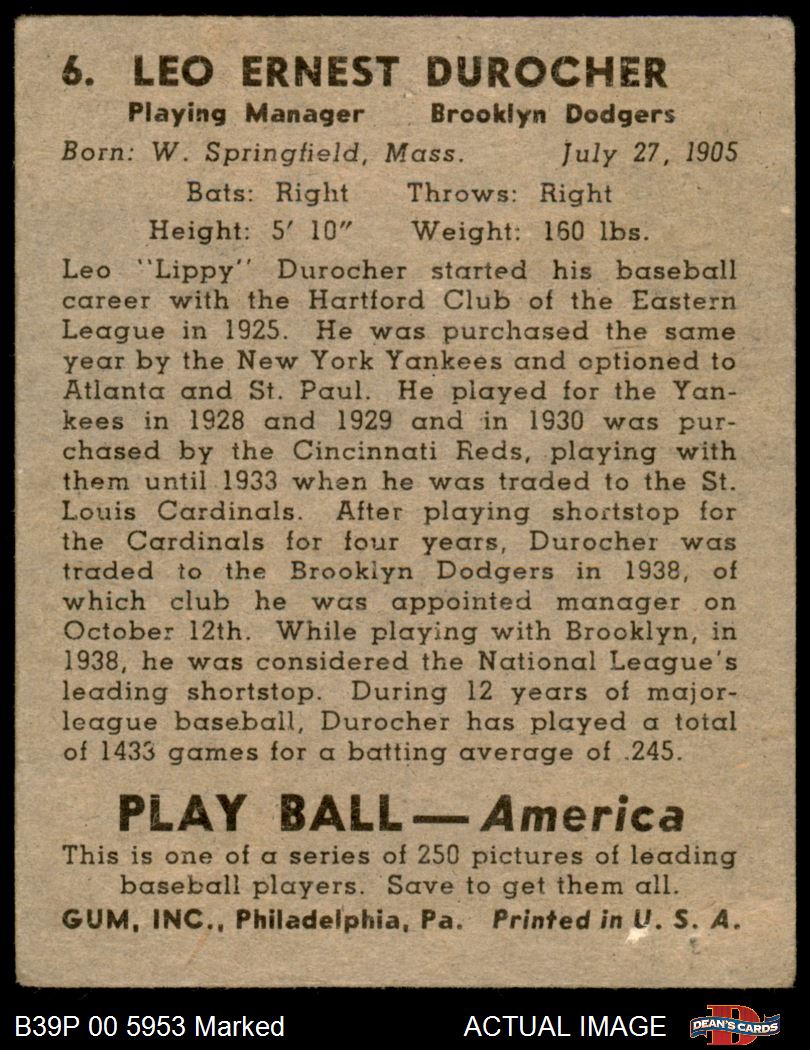 6. LEO ERNEST DUROCHER
Playing Manager Brooklyn Dodgers
Born: W. Springfield, Mass. July 27, 1905
Bats: Right Throws: Right
Height: 5' 10" Weight: 160 lbs.
Leo "Lippy" Durocher started his baseball
career with the Hartford Club of the Eastern
League in 1925. He was purchased the same
year by the New York Yankees and optioned to
Atlanta and St. Paul. He played for the Yan-
kees in 1928 and 1929 and in 1930 was pur-
chased by the Cincinnati Reds, playing with
them until 1933 when he was traded to the St.
Louis Cardinals. After playing shortstop for
the Cardinals for four years, Durocher was
traded to the Brooklyn Dodgers in 1938, of
which club he was appointed manager on
October 12th. While playing with Brooklyn, in
1938, he was considered the National League's
leading shortstop. During 12 years of major-
league baseball, Durocher has played a total
of 1433 games for a batting average of .245.
PLAY BALL — America
This is one of a series of 250 pictures of leading
baseball players. Save to get them all.
GUM, INC., Philadelphia, Pa. Printed in U. S. A.
B39P 00 5953 Marked ACTUAL IMAGE DEAN'S CARDS